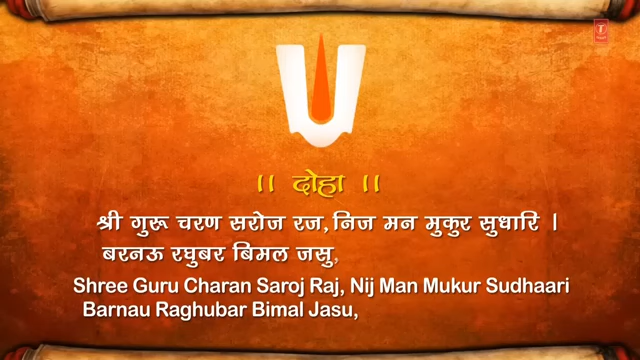 ॥ दोहा ॥
श्री गुरू चरण सरोज रज, निज मन मुकुर सुधारि ।
बरनऊ रघुबर बिमल जसु,
Shree Guru Charan Saroj Raj, Nij Man Mukur Sudhaari
Barnau Raghubar Bimal Jasu,